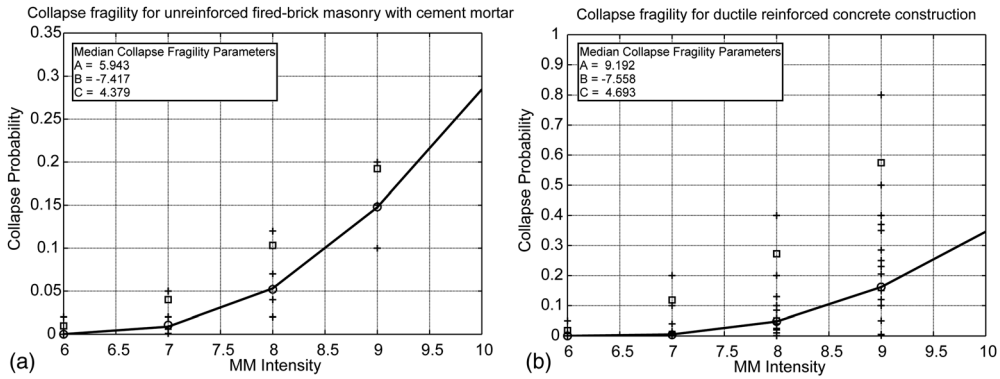 Collapse fragility for unreinforced fired-brick masonry with cement mortar
Median Collapse Fragility Parameters
A = 5.943
B = -7.417
C = 4.379
0.35
0.3
0.25
0.2
0.15
0.1
0.05
0
Collapse Probability
6 6.5 7 7.5 8 8.5 9 9.5 10
MM Intensity
(a)
Collapse fragility for ductile reinforced concrete construction
Median Collapse Fragility Parameters
A = 9.192
B = -7.558
C = 4.693
1
0.9
0.8
0.7
0.6
0.5
0.4
0.3
0.2
0.1
0
Collapse Probability
6 6.5 7 7.5 8 8.5 9 9.5 10
MM Intensity
(b)